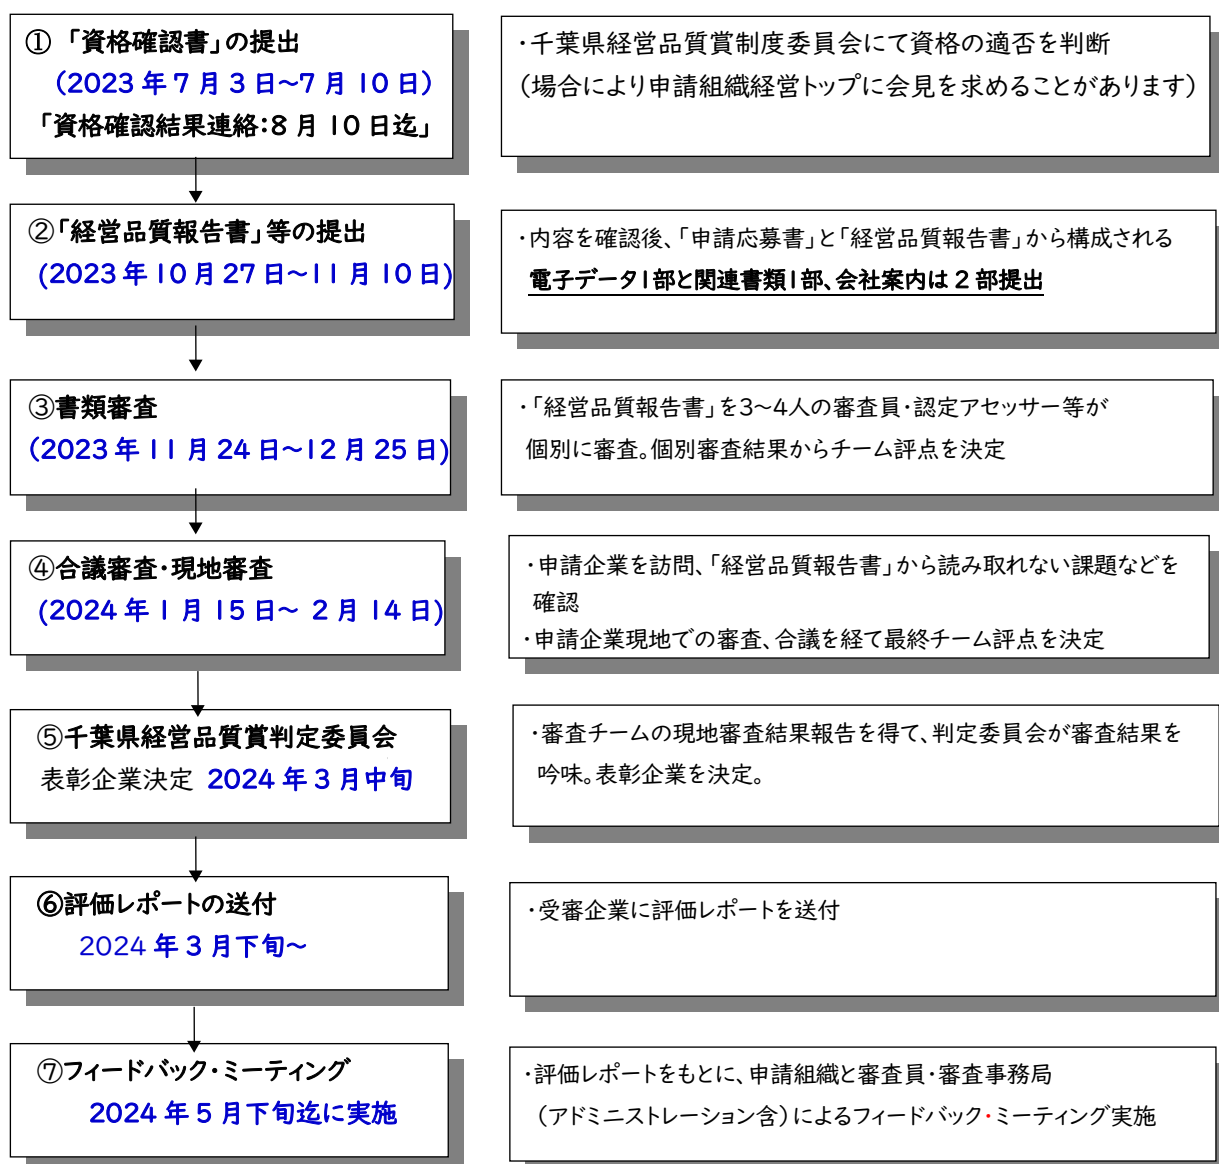 ① 「資格確認書」の提出
(2023年7月3日~7月10日)
「資格確認結果連絡:8月10日迄」
・千葉県経営品質賞制度委員会にて資格の適否を判断
(場合により申請組織経営トップに会見を求めることがあります)
②「経営品質報告書」等の提出
(2023年10月27日~11月10日)
・内容を確認後、「申請応募書」と「経営品質報告書」から構成される
電子データ1部と関連書類1部、会社案内は2部提出
③書類審査
(2023年11月24日~12月25日)
・「経営品質報告書」を3~4人の審査員・認定アセッサー等が
個別に審査。個別審査結果からチーム評点を決定
④合議審査・現地審査
(2024年1月15日~ 2月14日)
・申請企業を訪問、「経営品質報告書」から読み取れない課題などを
確認
・申請企業現地での審査、合議を経て最終チーム評点を決定
⑤千葉県経営品質賞判定委員会
表彰企業決定 2024年3月中旬
・審査チームの現地審査結果報告を得て、判定委員会が審査結果を
吟味。表彰企業を決定。
⑥評価レポートの送付
2024年3月下旬~
・受審企業に評価レポートを送付
⑦フィードバック・ミーティング
2024年5月下旬迄に実施
・評価レポートをもとに、申請組織と審査員・審査事務局
(アドミニストレーション含)によるフィードバック・ミーティング実施